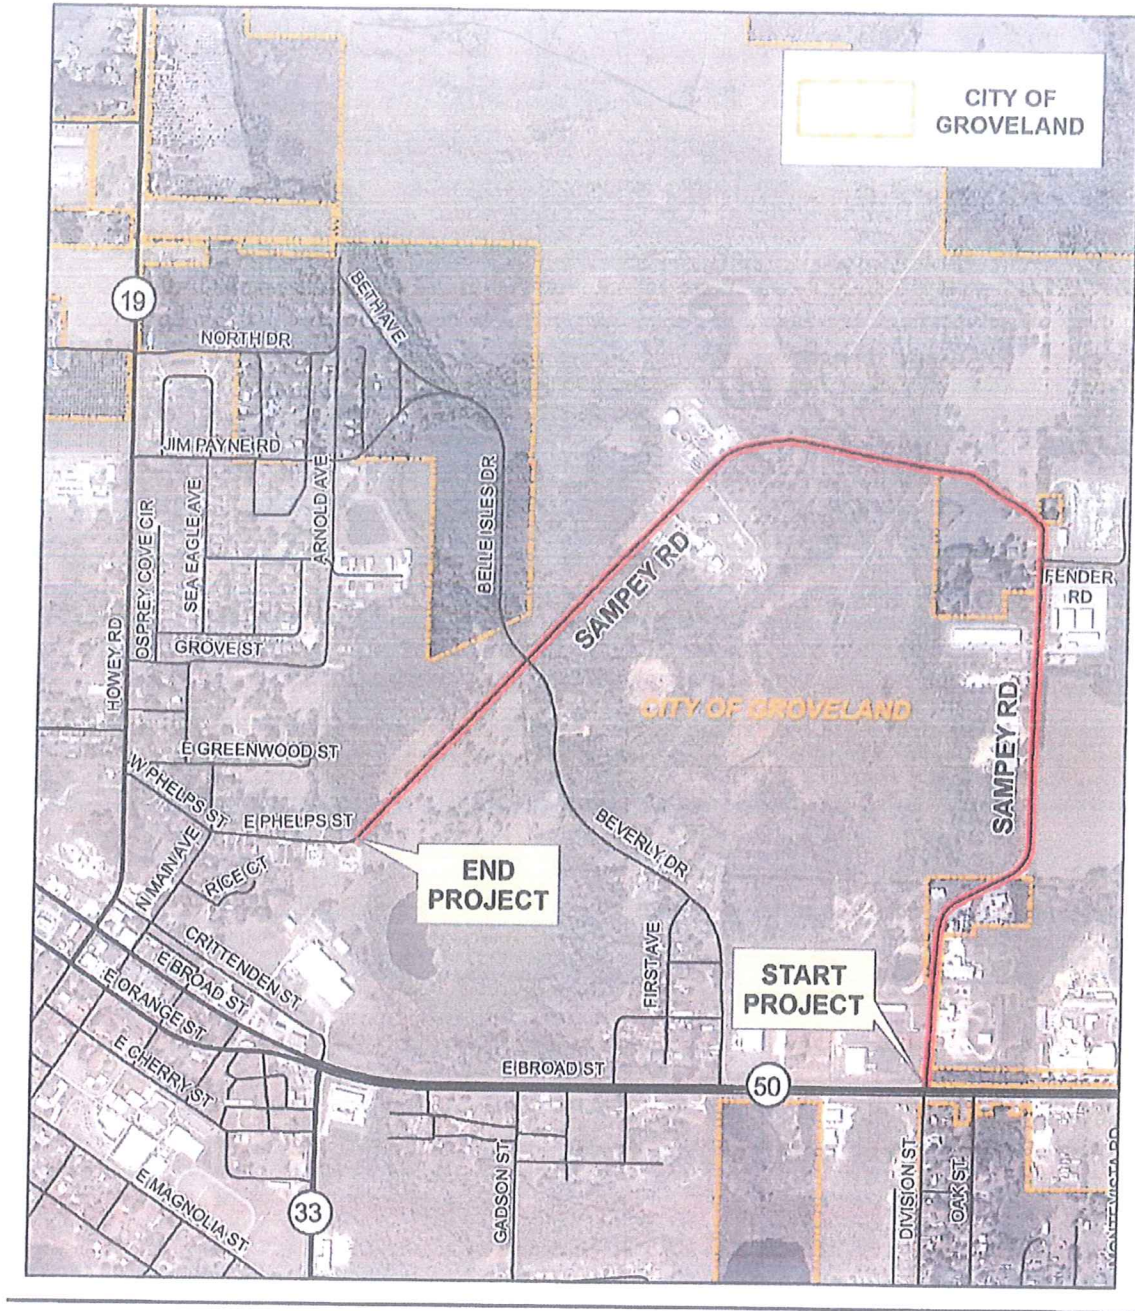 CITY OF
GROVELAND
19
BETH AVE
NORTH DR
JIM PAYNE RD
ARNOLD AVE
SEA EAGLE AVE
OSPREY COVE CIR
BELLE ISLES DR
SAMPEY RD
FENDER
RD
HOWEY RD
GROVE ST
CITY OF GROVELAND
SAMPEY RD
E GREENWOOD ST
W PHELPS ST
E PHELPS ST
BEVERLY DR
END
PROJECT
N MAIN AVE
RICE CT
CRITTENDEN ST
E BROAD ST
E ORANGE ST
FIRST AVE
START
PROJECT
E CHERRY ST
E BROAD ST
50
E MAGNOLIA ST
33
GADSON ST
DIVISION ST
OAK ST